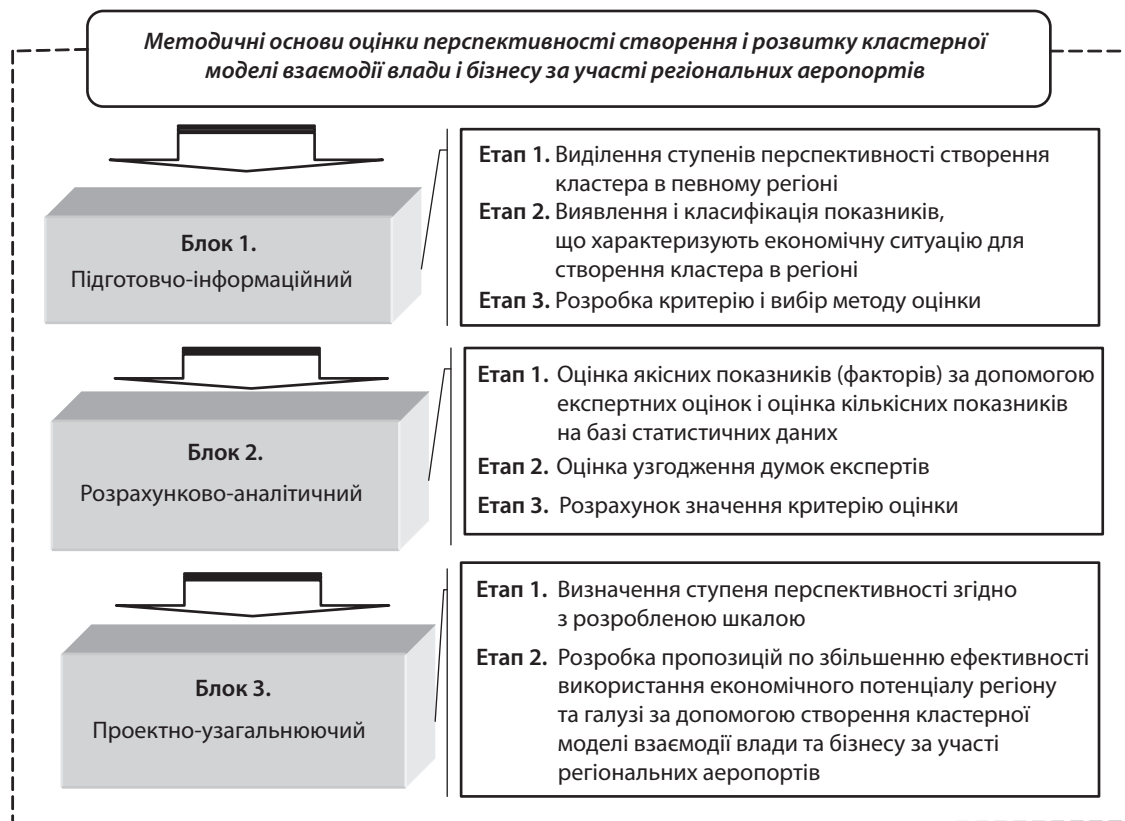 Методичні основи оцінки перспективності створення і розвитку кластерної
моделі взаємодії влади і бізнесу за участі регіональних аеропортів
Блок 1.
Підготовчо-інформаційний
Етап 1. Виділення ступенів перспективності створення
кластера в певному регіоні
Етап 2. Виявлення і класифікація показників,
що характеризують економічну ситуацію для
створення кластера в регіоні
Етап 3. Розробка критерію і вибір методу оцінки
Блок 2.
Розрахунково-аналітичний
Етап 1. Оцінка якісних показників (факторів) за допомогою
експертних оцінок і оцінка кількісних показників
на базі статистичних даних
Етап 2. Оцінка узгодження думок експертів
Етап 3. Розрахунок значення критерію оцінки
Блок 3.
Проектно-узагальнюючий
Етап 1. Визначення ступеня перспективності згідно
з розробленою шкалою
Етап 2. Розробка пропозицій по збільшенню ефективності
використання економічного потенціалу регіону
та галузі за допомогою створення кластерної
моделі взаємодії влади та бізнесу за участі
регіональних аеропортів